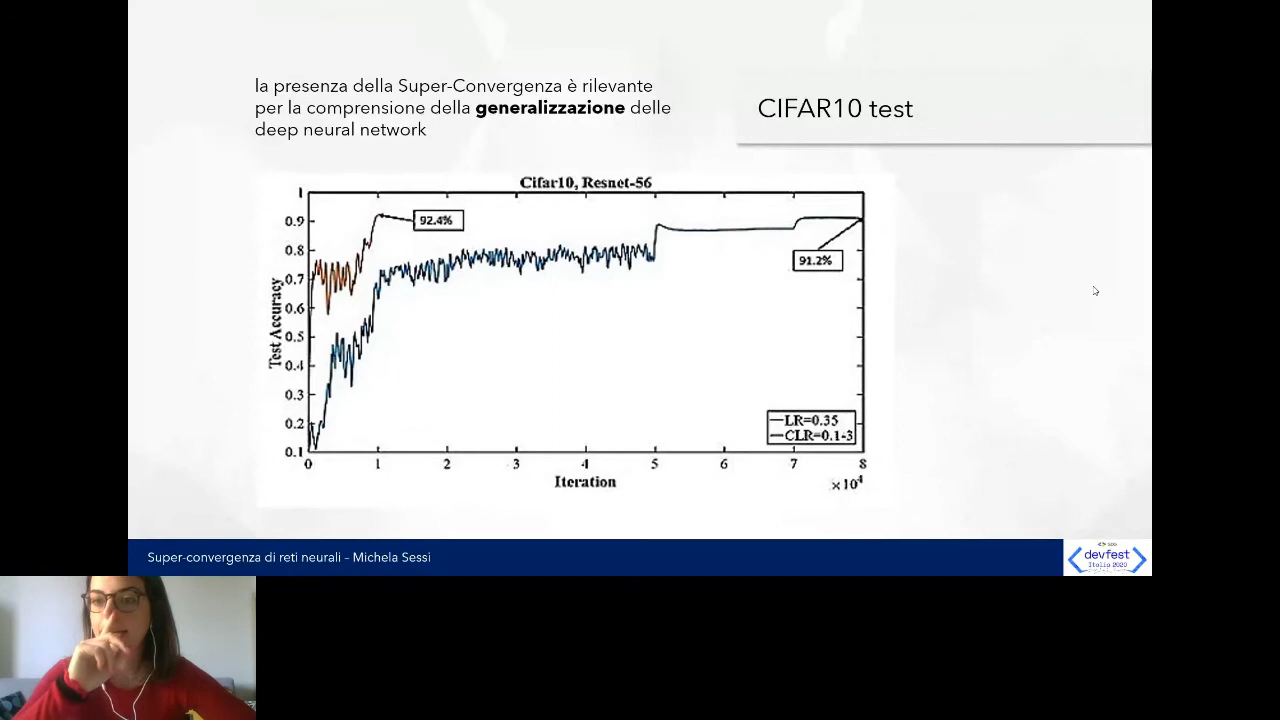 la presenza della Super-Convergenza è rilevante
per la comprensione della generalizzazione delle
deep neural network
CIFAR10 test
Cifar10, Resnet-56
1
0.9
0.8
0.7
0.6
0.5
0.4
0.3
0.2
0.1
Test Accuracy
92.4%
91.2%
LR=0.35
CLR=0.1-3
0 1 2 3 4 5 6 7 8
Iteration
×10⁴
Super-convergenza di reti neurali – Michela Sessi
devfest
Italia 2020